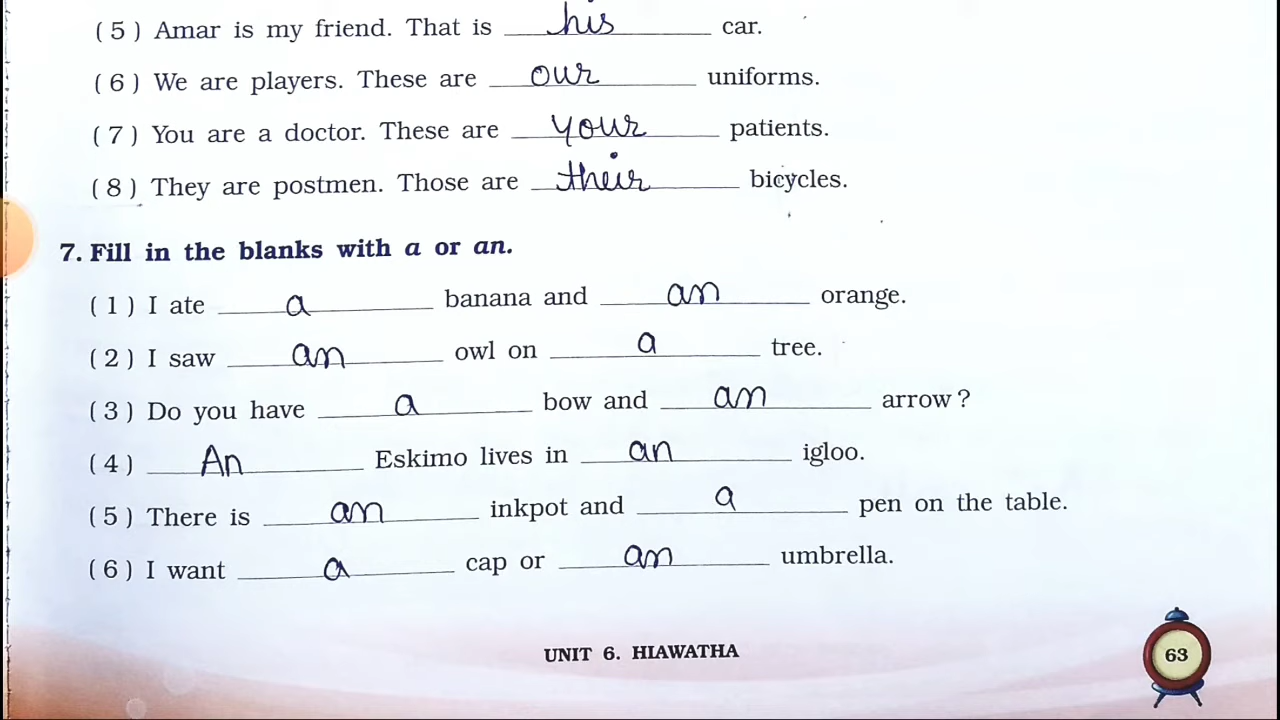 (5) Amar is my friend. That is his car.
(6) We are players. These are our uniforms.
(7) You are a doctor. These are your patients.
(8) They are postmen. Those are their bicycles.
7. Fill in the blanks with a or an.
(1) I ate a banana and an orange.
(2) I saw an owl on a tree.
(3) Do you have a bow and an arrow?
(4) An Eskimo lives in an igloo.
(5) There is an inkpot and a pen on the table.
(6) I want a cap or an umbrella.
UNIT 6. HIAWATHA
63